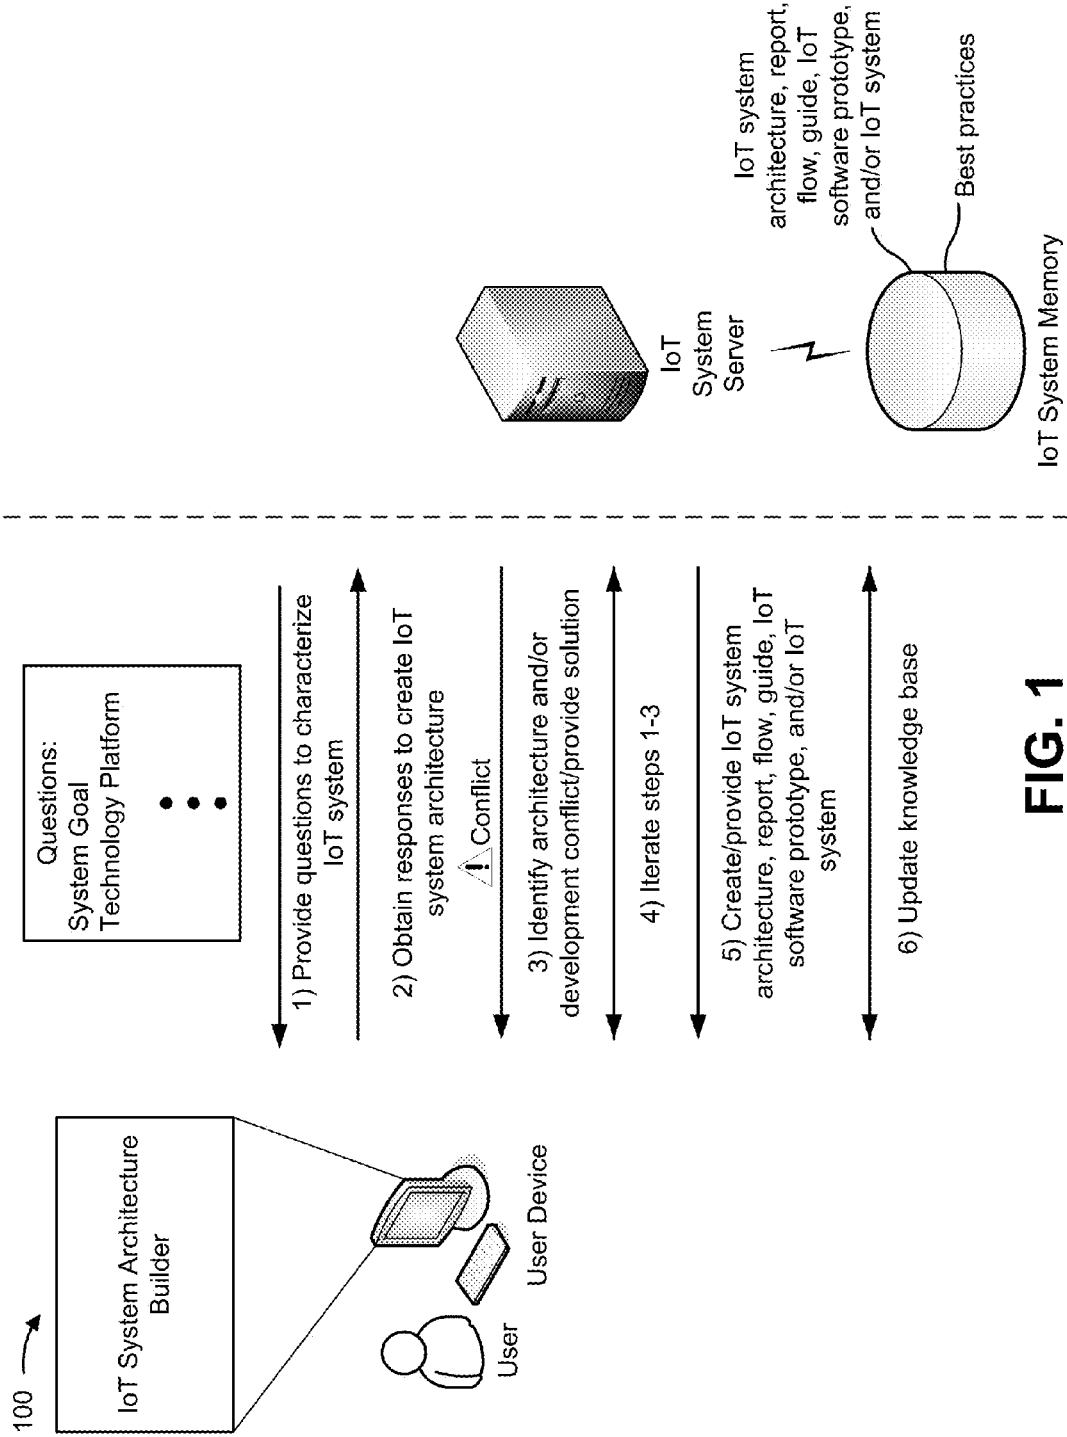 100
IoT System Architecture
Builder
User
User Device
Questions:
System Goal
Technology Platform
1) Provide questions to characterize
IoT system
2) Obtain responses to create IoT
system architecture
! Conflict
3) Identify architecture and/or
development conflict/provide solution
4) Iterate steps 1-3
5) Create/provide IoT system
architecture, report, flow, guide, IoT
software prototype, and/or IoT
system
6) Update knowledge base
IoT
System
Server
IoT system
architecture, report,
flow, guide, IoT
software prototype,
and/or IoT system
Best practices
IoT System Memory
FIG. 1